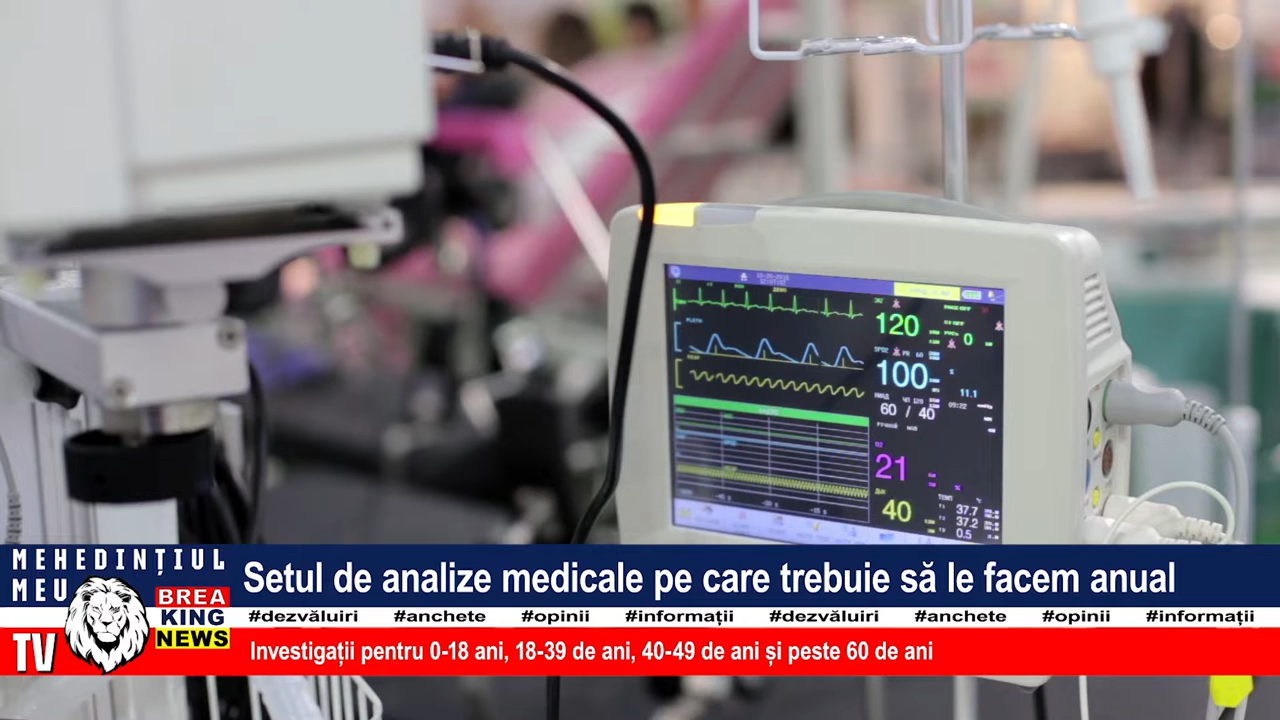 120
0
100
11.1
60 / 40
21
40
37.7
37.2
0.5
MEHEDINȚIUL
MEU
TV
BREA
KING
NEWS
Setul de analize medicale pe care trebuie să le facem anual
#dezvăluiri #anchete #opinii #informații #dezvăluiri #anchete #opinii #informații
Investigații pentru 0-18 ani, 18-39 de ani, 40-49 de ani și peste 60 de ani